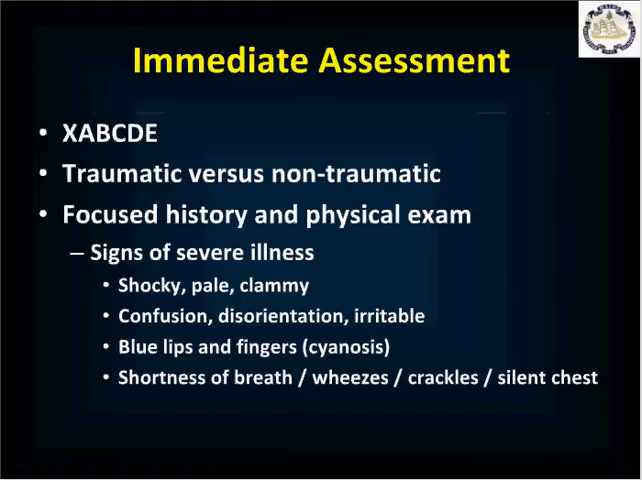 Immediate Assessment
• XABCDE
• Traumatic versus non-traumatic
• Focused history and physical exam
– Signs of severe illness
• Shocky, pale, clammy
• Confusion, disorientation, irritable
• Blue lips and fingers (cyanosis)
• Shortness of breath / wheezes / crackles / silent chest